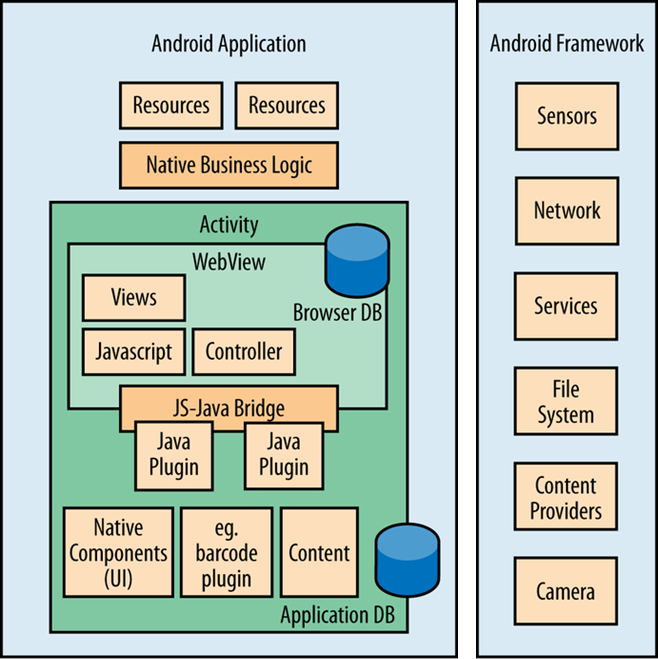 Android Application
Resources
Resources
Native Business Logic
Activity
WebView
Browser DB
Views
Javascript
Controller
JS-Java Bridge
Java
Plugin
Java
Plugin
Native
Components
(UI)
eg.
barcode
plugin
Content
Application DB
Android Framework
Sensors
Network
Services
File
System
Content
Providers
Camera